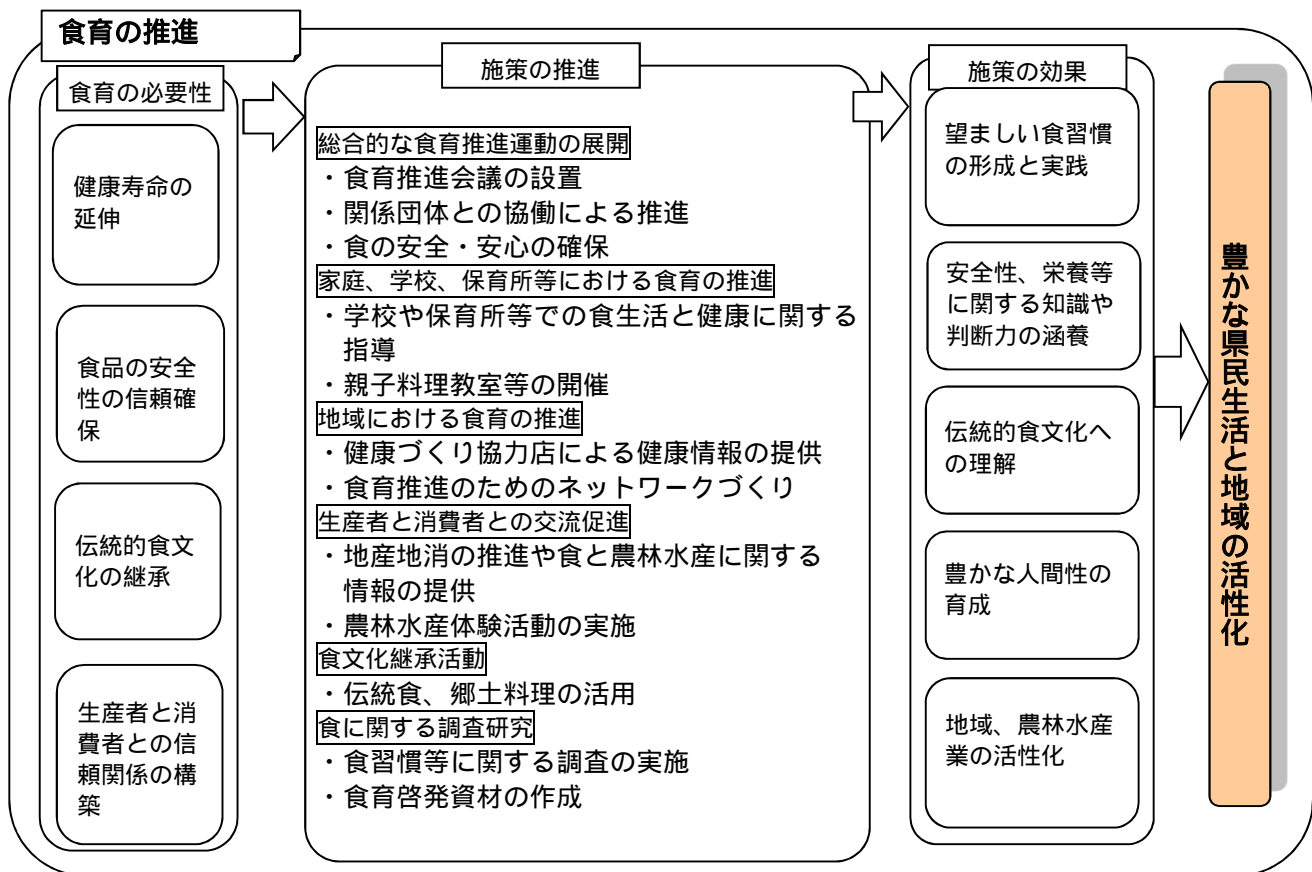 食育の推進
食育の必要性
健康寿命の
延伸
食品の安全
性の信頼確
保
伝統的食文
化の継承
生産者と消
費者との信
頼関係の構
築
施策の推進
総合的な食育推進運動の展開
・食育推進会議の設置
・関係団体との協働による推進
・食の安全・安心の確保
家庭、学校、保育所等における食育の推進
・学校や保育所等での食生活と健康に関する
指導
・親子料理教室等の開催
地域における食育の推進
・健康づくり協力店による健康情報の提供
・食育推進のためのネットワークづくり
生産者と消費者との交流促進
・地産地消の推進や食と農林水産に関する
情報の提供
・農林水産体験活動の実施
食文化継承活動
・伝統食、郷土料理の活用
食に関する調査研究
・食習慣等に関する調査の実施
・食育啓発資材の作成
施策の効果
望ましい食習慣
の形成と実践
安全性、栄養等
に関する知識や
判断力の涵養
伝統的食文化へ
の理解
豊かな人間性の
育成
地域、農林水産
業の活性化
豊かな県民生活と地域の活性化